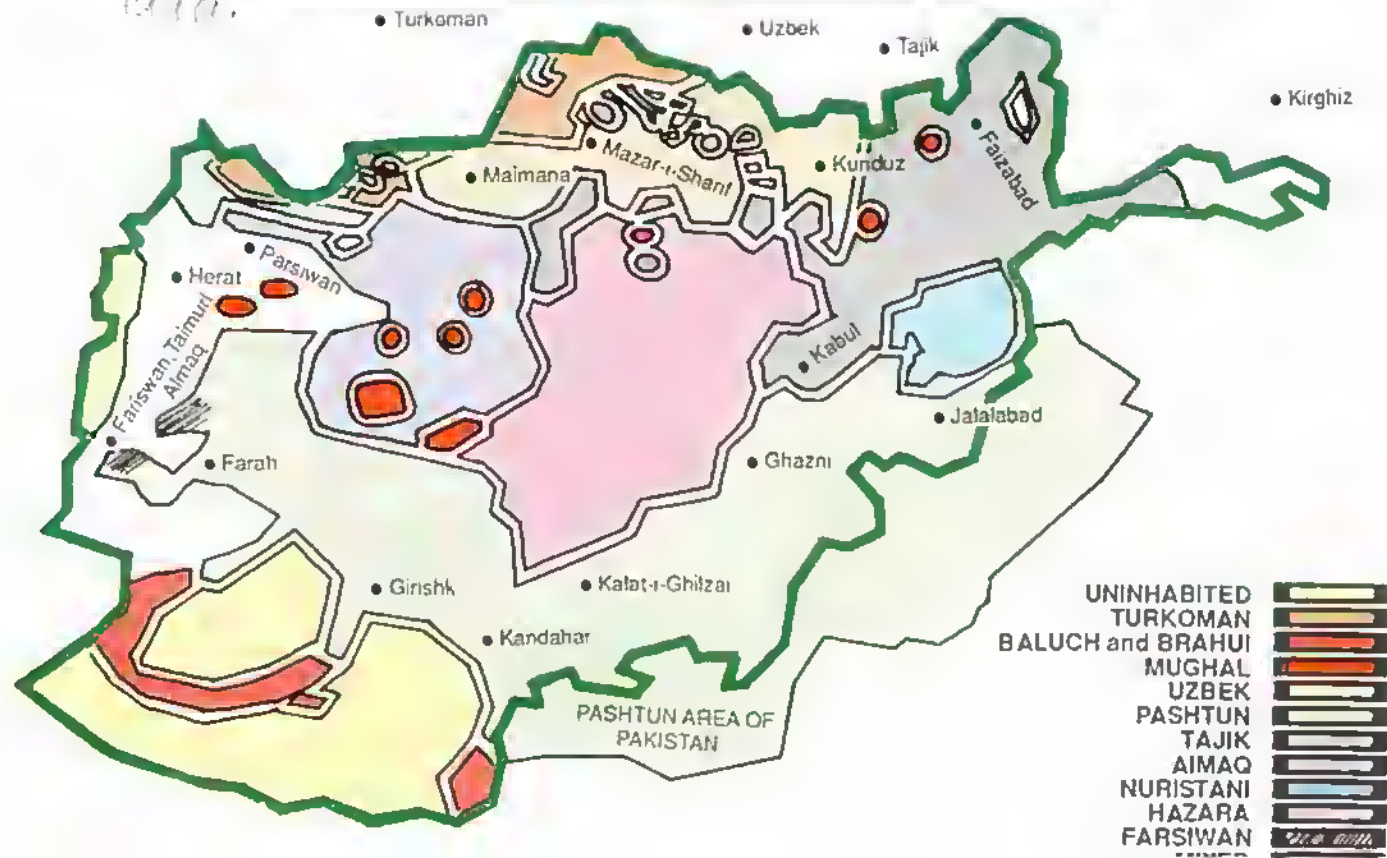 Turkoman
Uzbek
Tajik
Kirghiz
Faizabad
Kunduz
Mazar-i-Sharif
Maimana
Parsiwan
Herat
Fariswan, Taimuri
Aimaq
Kabul
Jalalabad
Farah
Ghazni
Girishk
Kalat-i-Ghilzai
Kandahar
PASHTUN AREA OF
PAKISTAN
UNINHABITED
TURKOMAN
BALUCH and BRAHUI
MUGHAL
UZBEK
PASHTUN
TAJIK
AIMAQ
NURISTANI
HAZARA
FARSIWAN